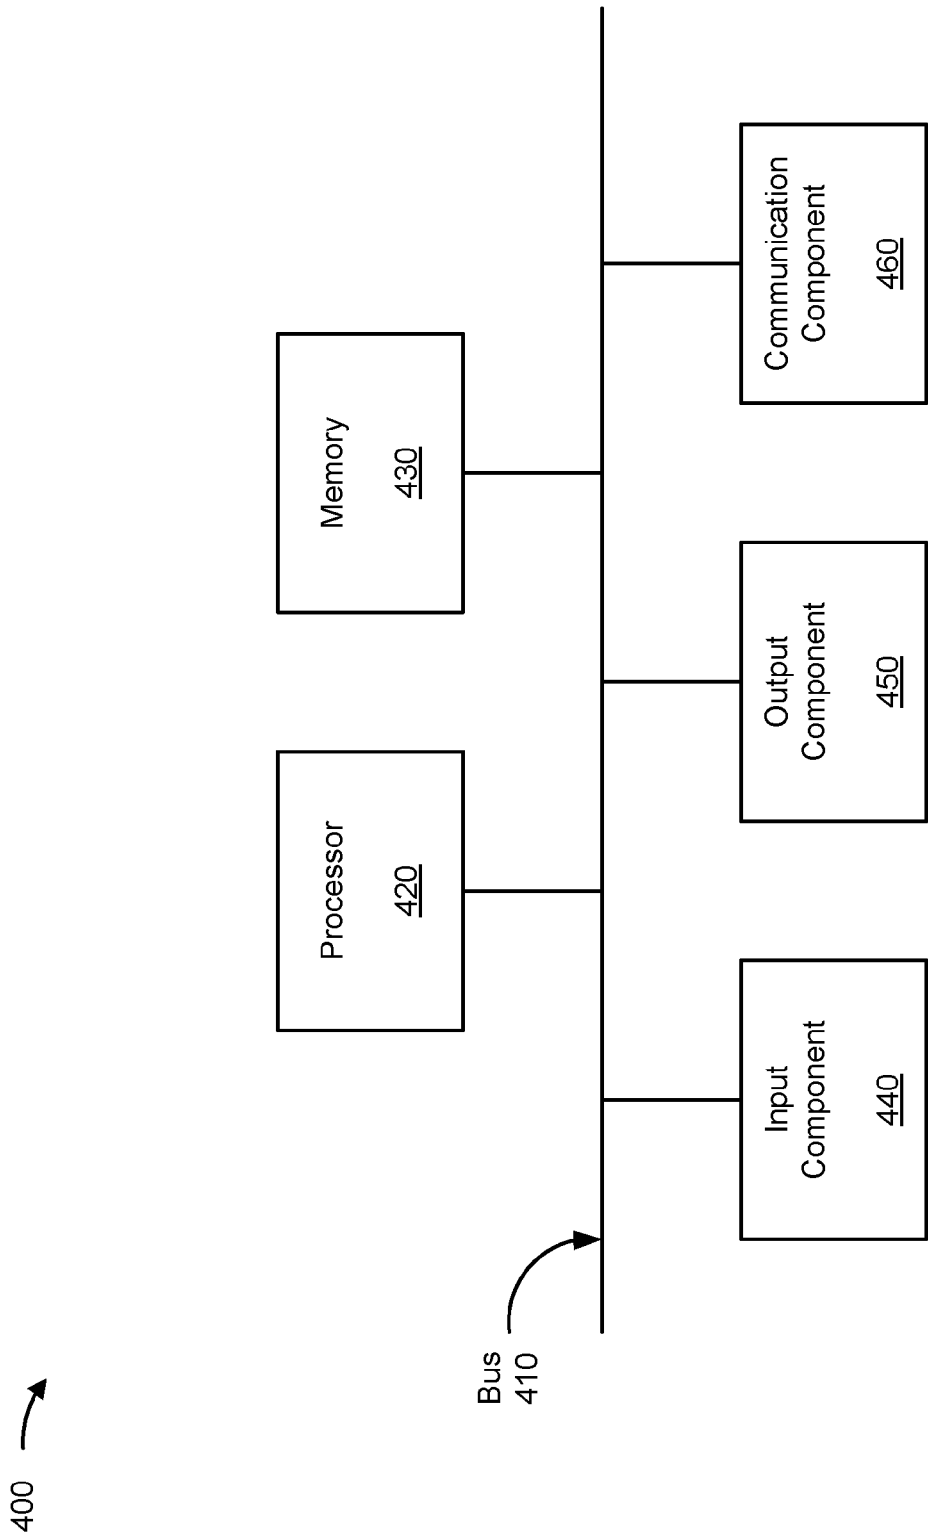 400
Bus
410
Processor
420
Memory
430
Input
Component
440
Output
Component
450
Communication
Component
460